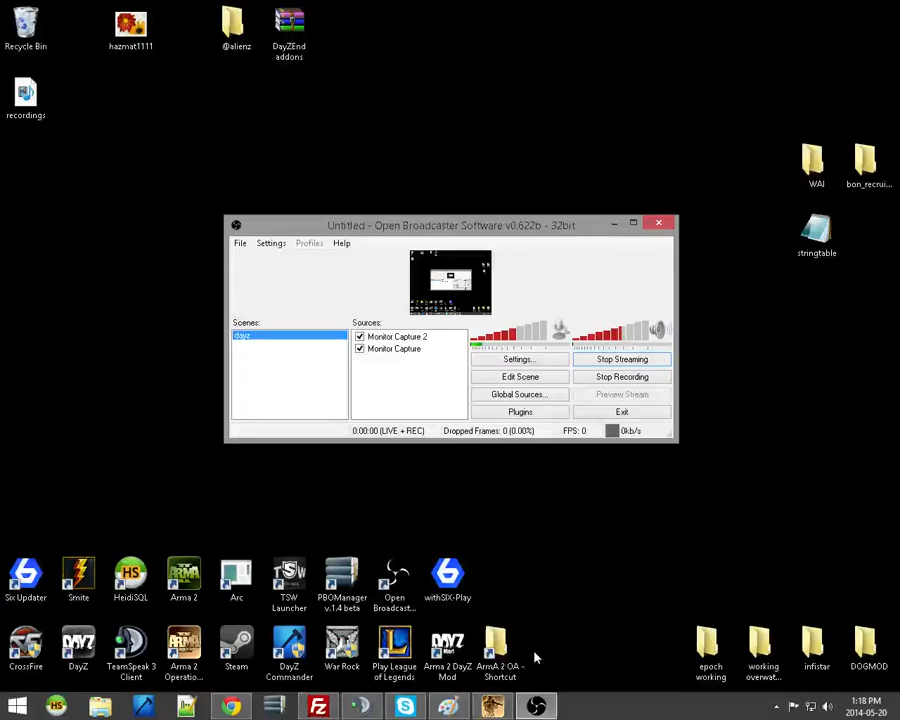 Recycle Bin
hazmat1111
@alienz
DayZEnd
addons
recordings
WAI
bon_recrui...
stringtable
Untitled - Open Broadcaster Software v0.622b - 32bit
File Settings Profiles Help
Scenes:
Sources:
dayz
Monitor Capture 2
Monitor Capture
Settings...
Stop Streaming
Edit Scene
Stop Recording
Global Sources...
Preview Stream
Plugins
Exit
0:00:00 (LIVE + REC)
Dropped Frames: 0 (0.00%)
FPS: 0
0kb/s
Six Updater
Smite
HeidiSQL
Arma 2
Arc
TSW
Launcher
PBOManager
v.1.4 beta
Open
Broadcast...
withSIX-Play
CrossFire
DayZ
TeamSpeak 3
Client
Arma 2
Operatio...
Steam
DayZ
Commander
War Rock
Play League
of Legends
Arma 2 DayZ
Mod
ArmA 2 OA -
Shortcut
epoch
working
working
overwat...
infistar
DOGMOD
1:18 PM
2014-05-20